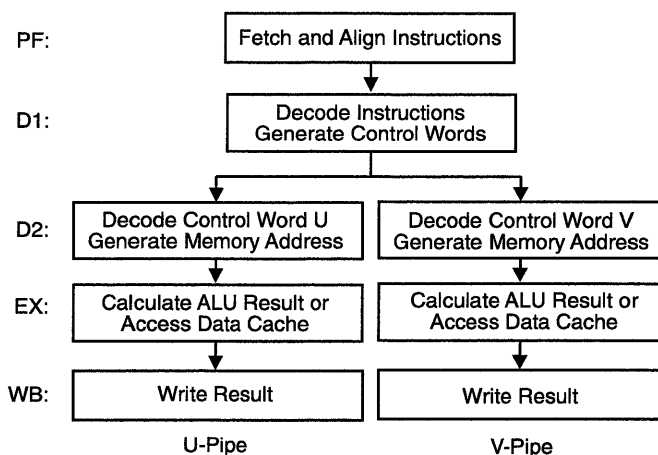 PF:
Fetch and Align Instructions
D1:
Decode Instructions
Generate Control Words
D2:
Decode Control Word U
Generate Memory Address
Decode Control Word V
Generate Memory Address
EX:
Calculate ALU Result or
Access Data Cache
Calculate ALU Result or
Access Data Cache
WB:
Write Result
Write Result
U-Pipe
V-Pipe